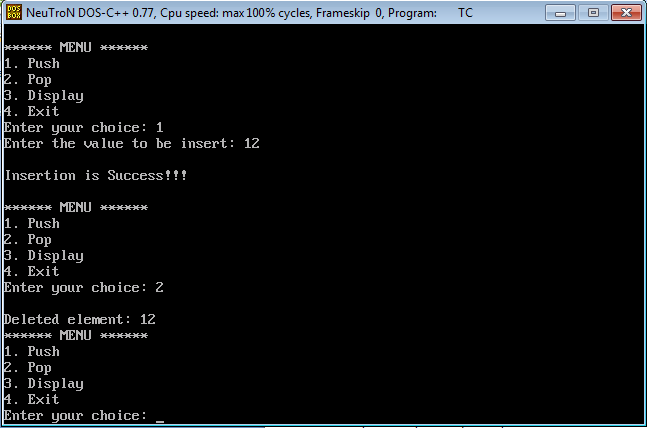 DOS BOX NeuTroN DOS-C++ 0.77, Cpu speed: max 100% cycles, Frameskip 0, Program: TC
****** MENU ******
1. Push
2. Pop
3. Display
4. Exit
Enter your choice: 1
Enter the value to be insert: 12
Insertion is Success!!!
****** MENU ******
1. Push
2. Pop
3. Display
4. Exit
Enter your choice: 2
Deleted element: 12
****** MENU ******
1. Push
2. Pop
3. Display
4. Exit
Enter your choice: _